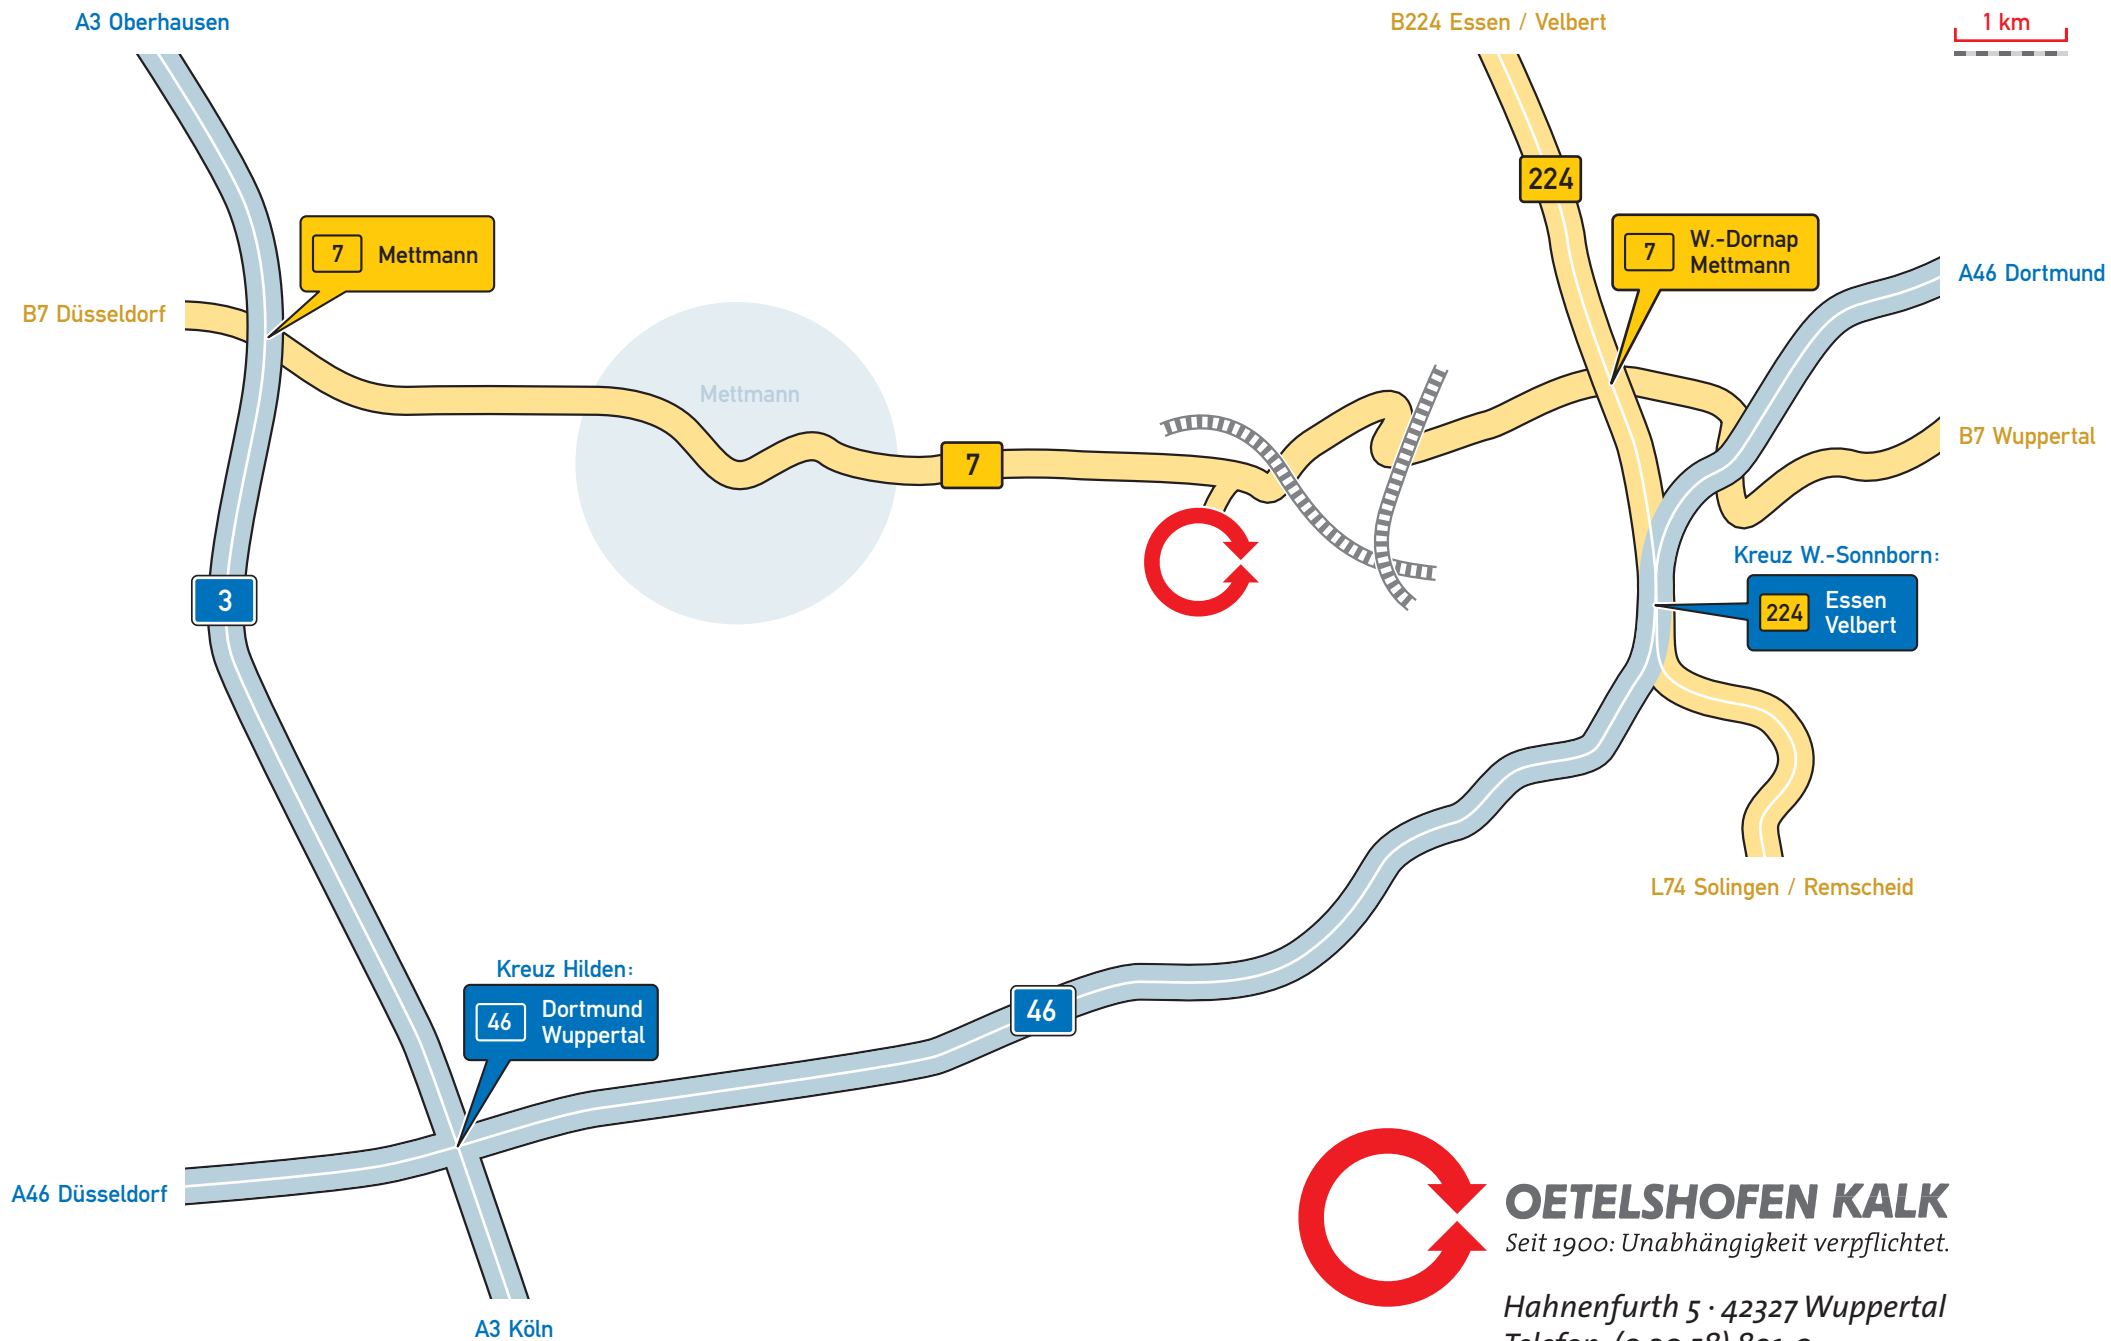 A3 Oberhausen
B224 Essen / Velbert
1 km
224
7 Mettmann
7 W.-Dornap
Mettmann
A46 Dortmund
B7 Düsseldorf
Mettmann
B7 Wuppertal
7
Kreuz W.-Sonnborn:
224 Essen
Velbert
3
L74 Solingen / Remscheid
Kreuz Hilden:
46 Dortmund
Wuppertal
46
A46 Düsseldorf
OETELSHOFEN KALK
Seit 1900: Unabhängigkeit verpflichtet.
Hahnenfurth 5 · 42327 Wuppertal
A3 Köln
Telefon